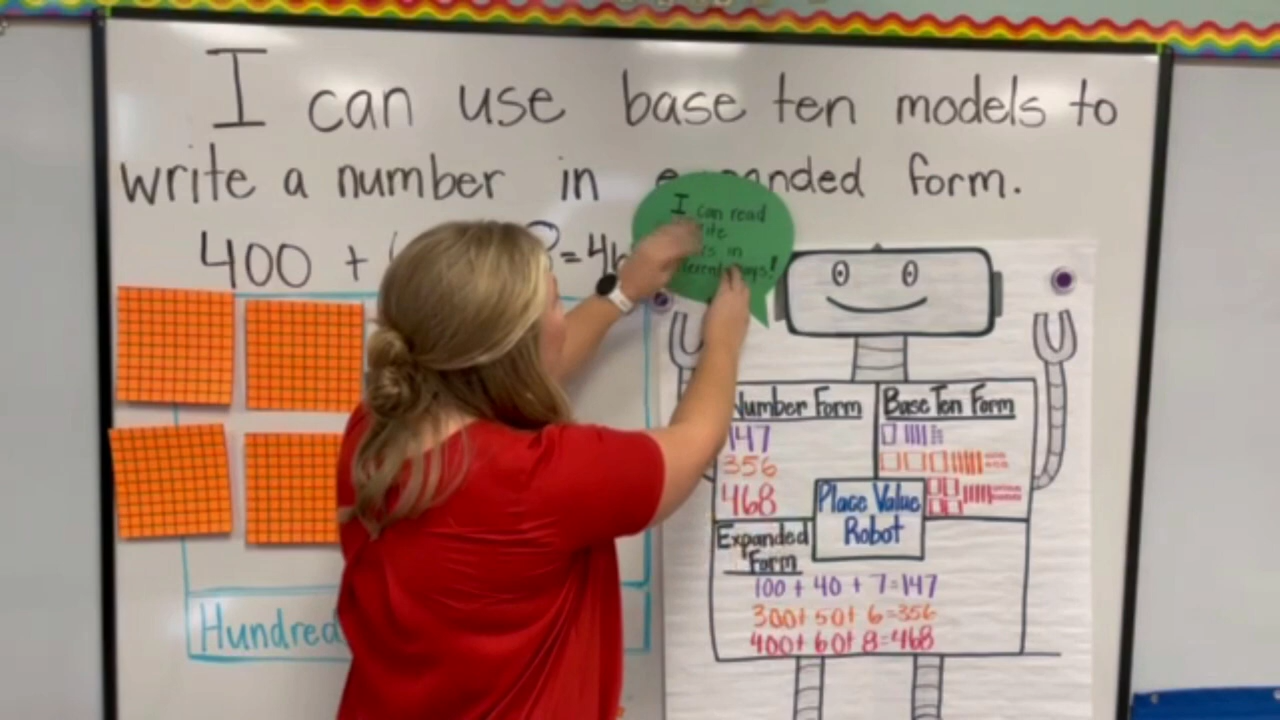 I can use base ten models to
write a number in form.
400 +
I can read
in
Number Form
147
356
468
Base Ten Form
Place Value
Robot
Expanded
Form
100 + 40 + 7=147
300+ 50+ 6=356
400+ 60+ 8=468